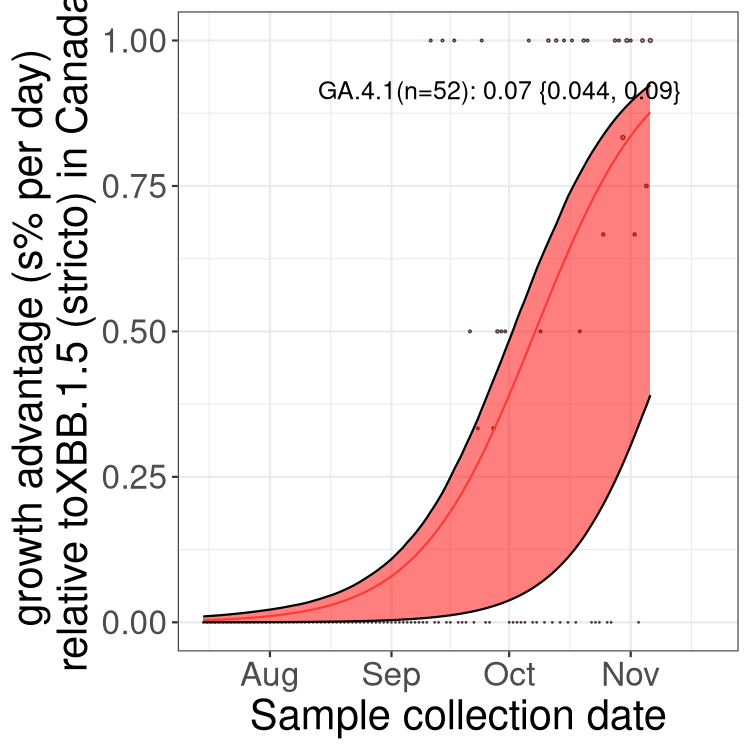 growth advantage (s% per day)
relative toXBB.1.5 (stricto) in Canada
1.00
0.75
0.50
0.25
0.00
GA.4.1(n=52): 0.07 {0.044, 0.09}
Aug Sep Oct Nov
Sample collection date